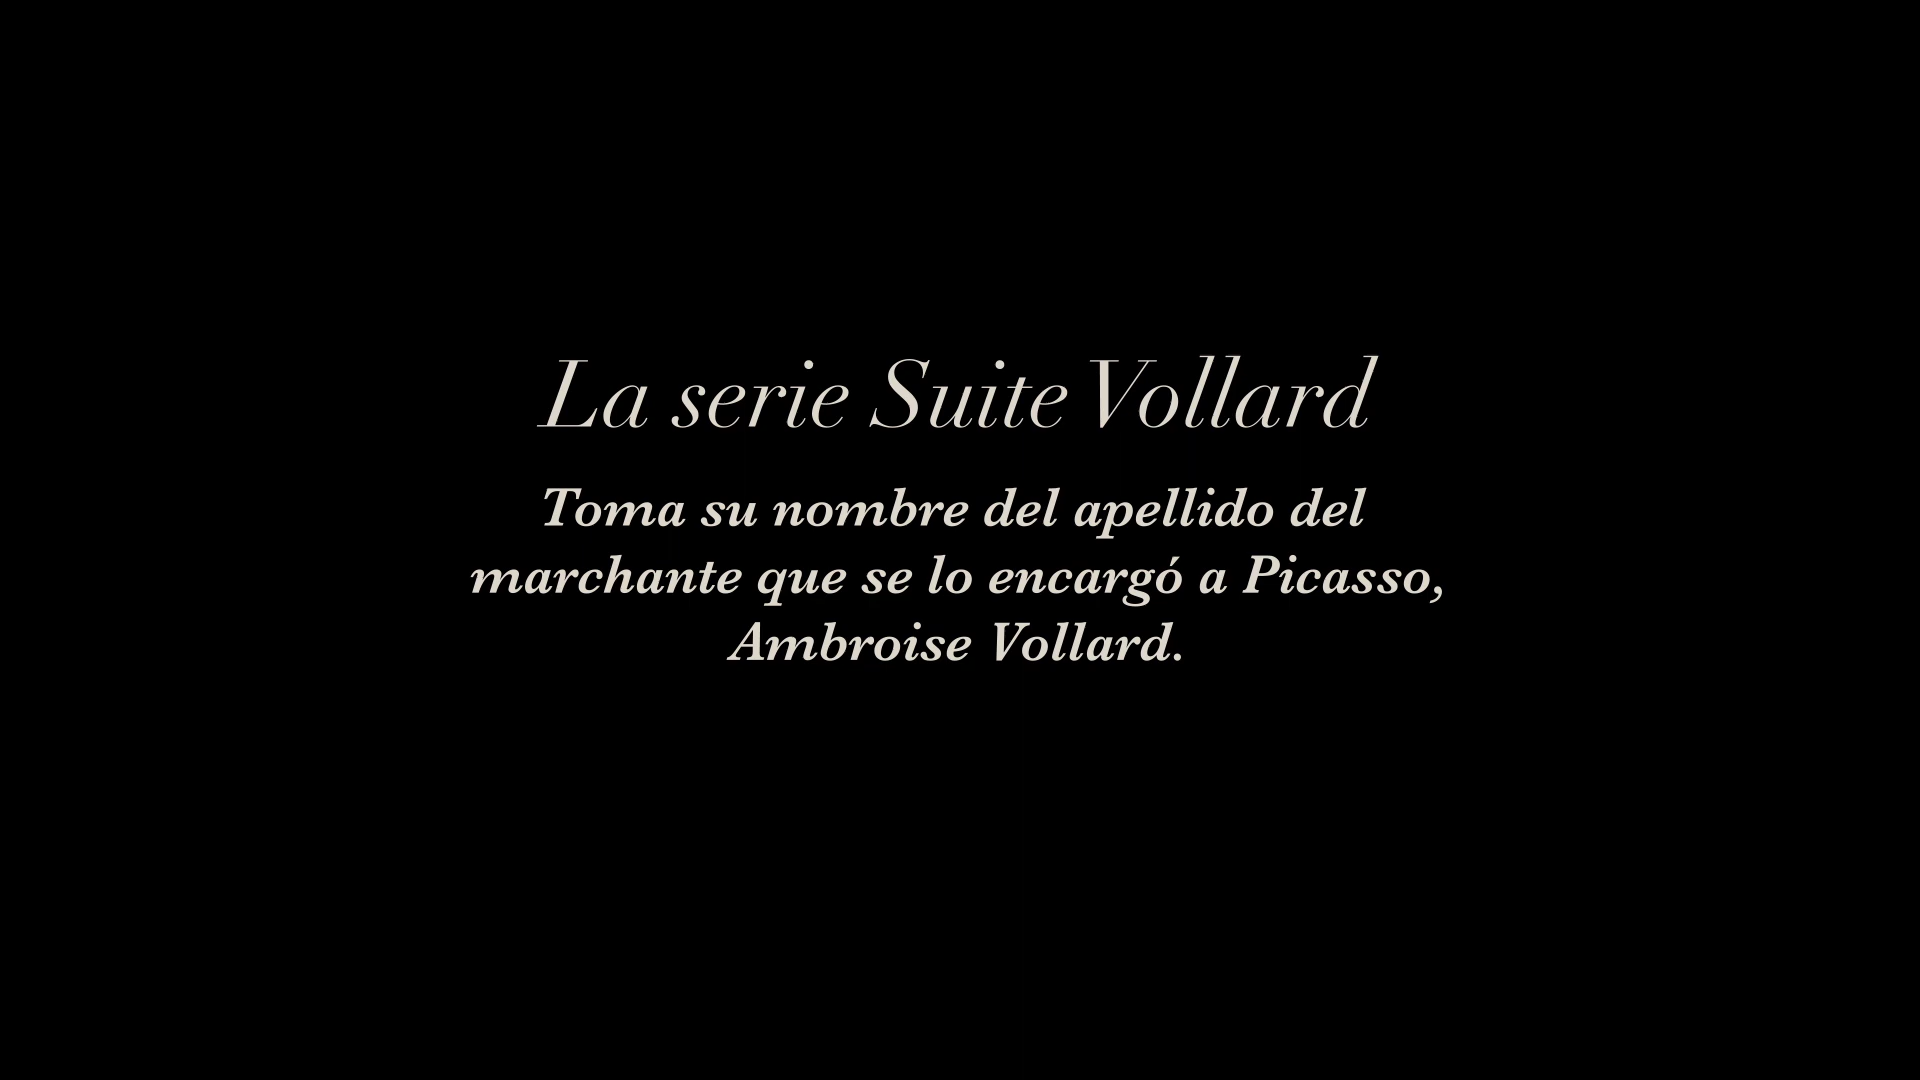 La serie Suite Vollard
Toma su nombre del apellido del
marchante que se lo encargó a Picasso,
Ambroise Vollard.